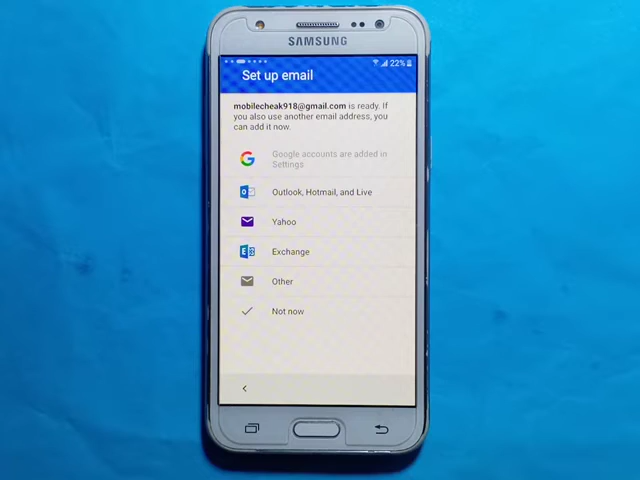 SAMSUNG
22%
Set up email
mobilecheak918@gmail.com is ready. If
you also use another email address, you
can add it now.
Google accounts are added in
Settings
Outlook, Hotmail, and Live
Yahoo
Exchange
Other
Not now